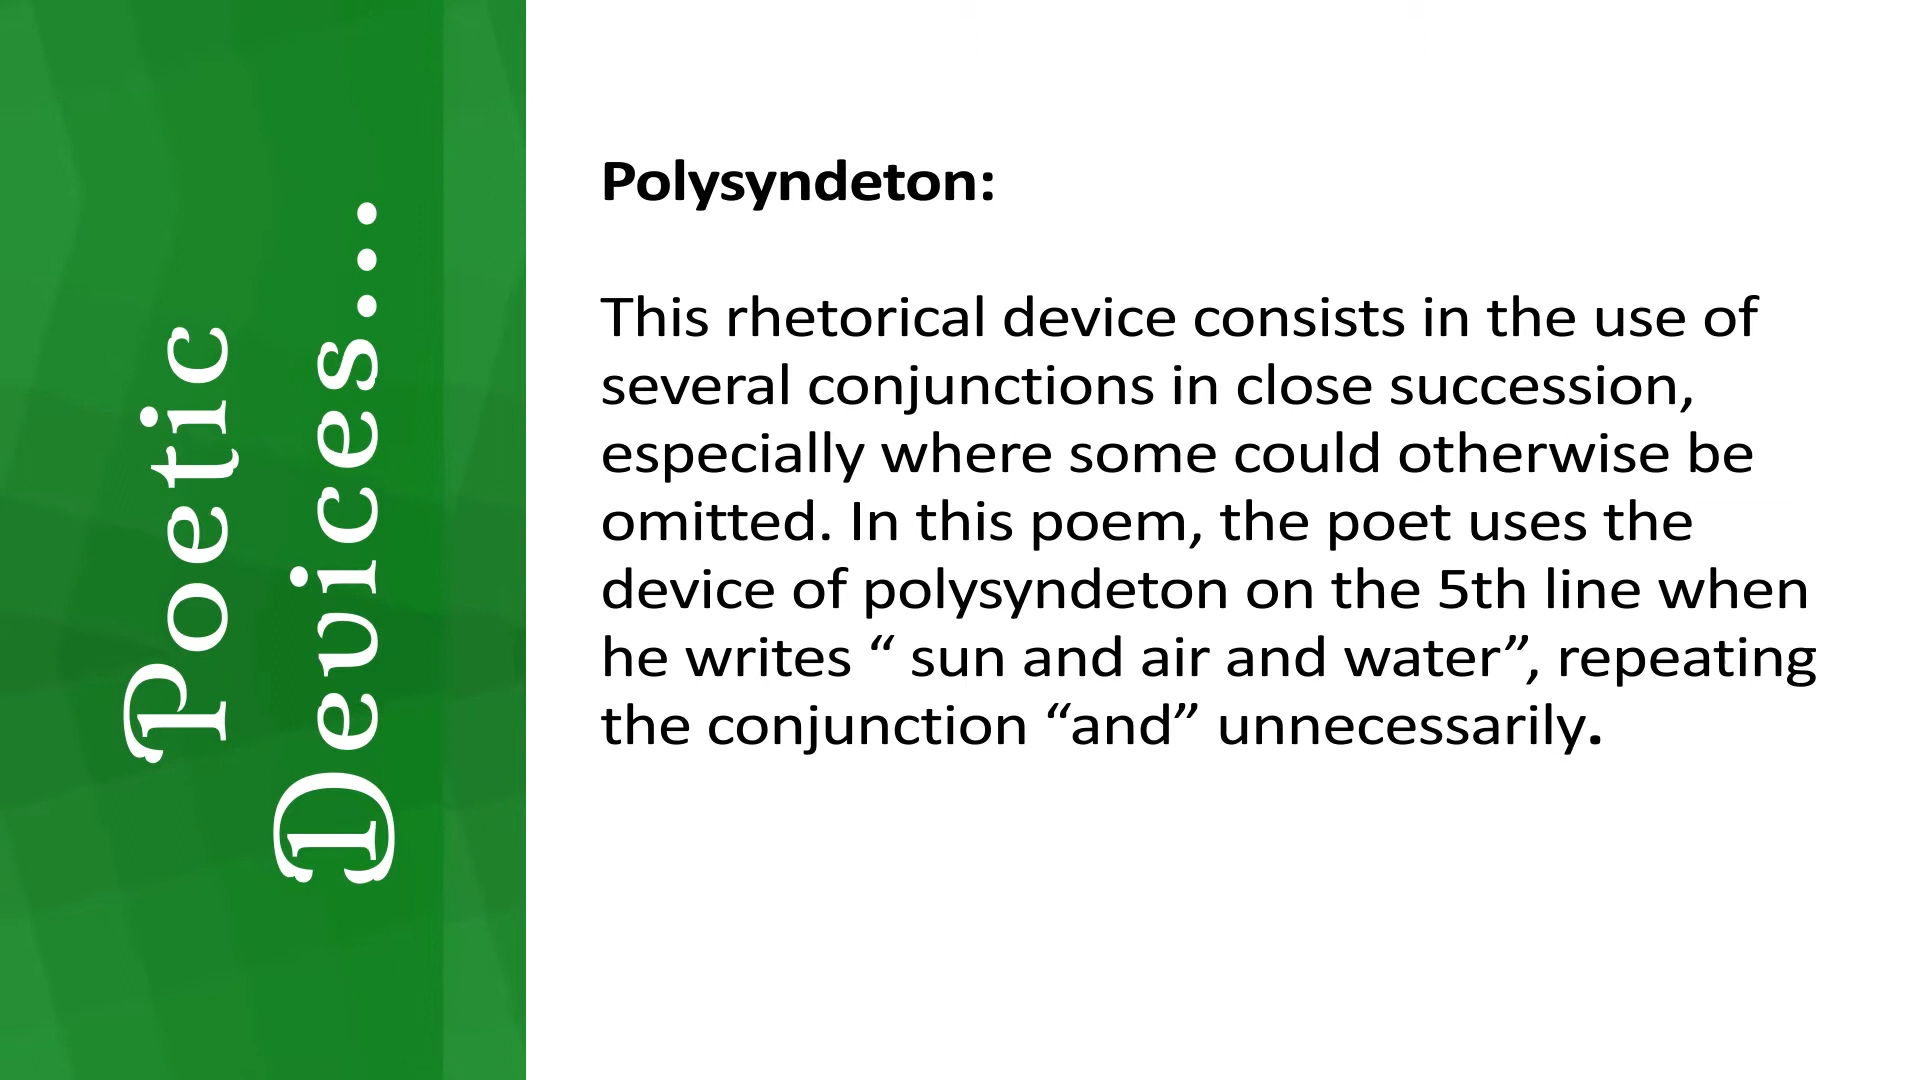 Poetic
Devices...
Polysyndeton:
This rhetorical device consists in the use of
several conjunctions in close succession,
especially where some could otherwise be
omitted. In this poem, the poet uses the
device of polysyndeton on the 5th line when
he writes “ sun and air and water”, repeating
the conjunction “and” unnecessarily.